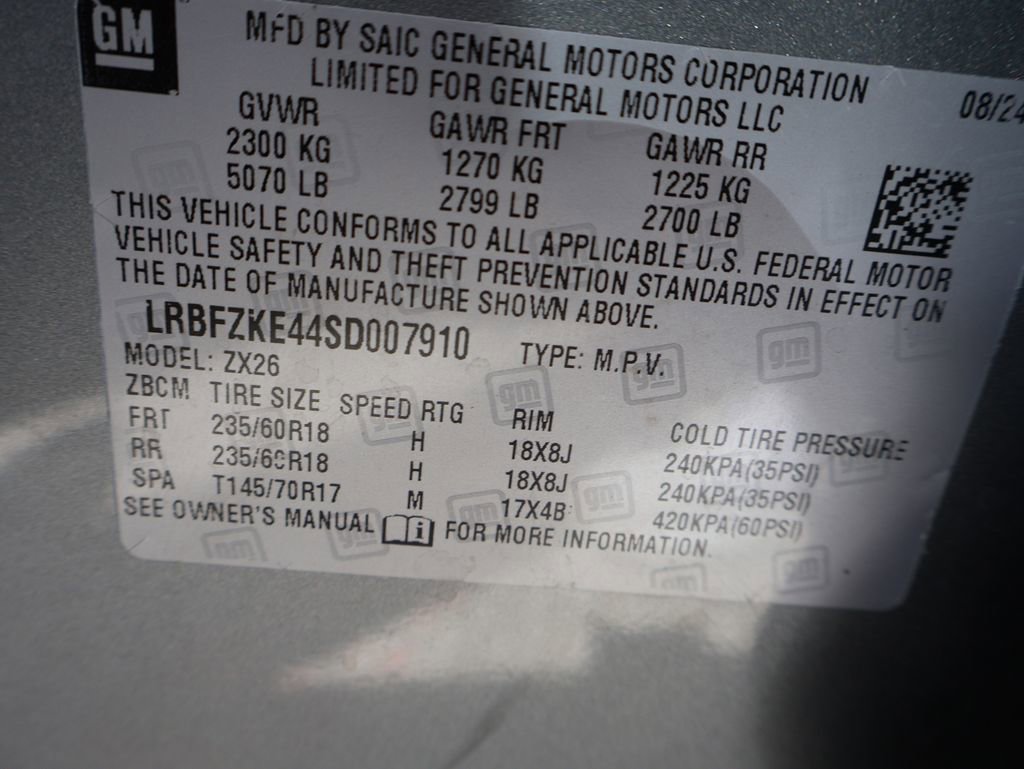 GM
MFD BY SAIC GENERAL MOTORS CORPORATION
LIMITED FOR GENERAL MOTORS LLC
08/24
GVWR GAWR FRT GAWR RR
2300 KG 1270 KG 1225 KG
5070 LB 2799 LB 2700 LB
THIS VEHICLE CONFORMS TO ALL APPLICABLE U.S. FEDERAL MOTOR
VEHICLE SAFETY AND THEFT PREVENTION STANDARDS IN EFFECT ON
THE DATE OF MANUFACTURE SHOWN ABOVE.
LRBFZKE44SD007910 TYPE: M.P.V.
MODEL: ZX26
ZBCM TIRE SIZE SPEED RTG RIM COLD TIRE PRESSURE
FRT 235/60R18 H 18X8J 240KPA(35PSI)
RR 235/60R18 H 18X8J 240KPA(35PSI)
SPA T145/70R17 M 17X4B 420KPA(60PSI)
SEE OWNER'S MANUAL i FOR MORE INFORMATION.